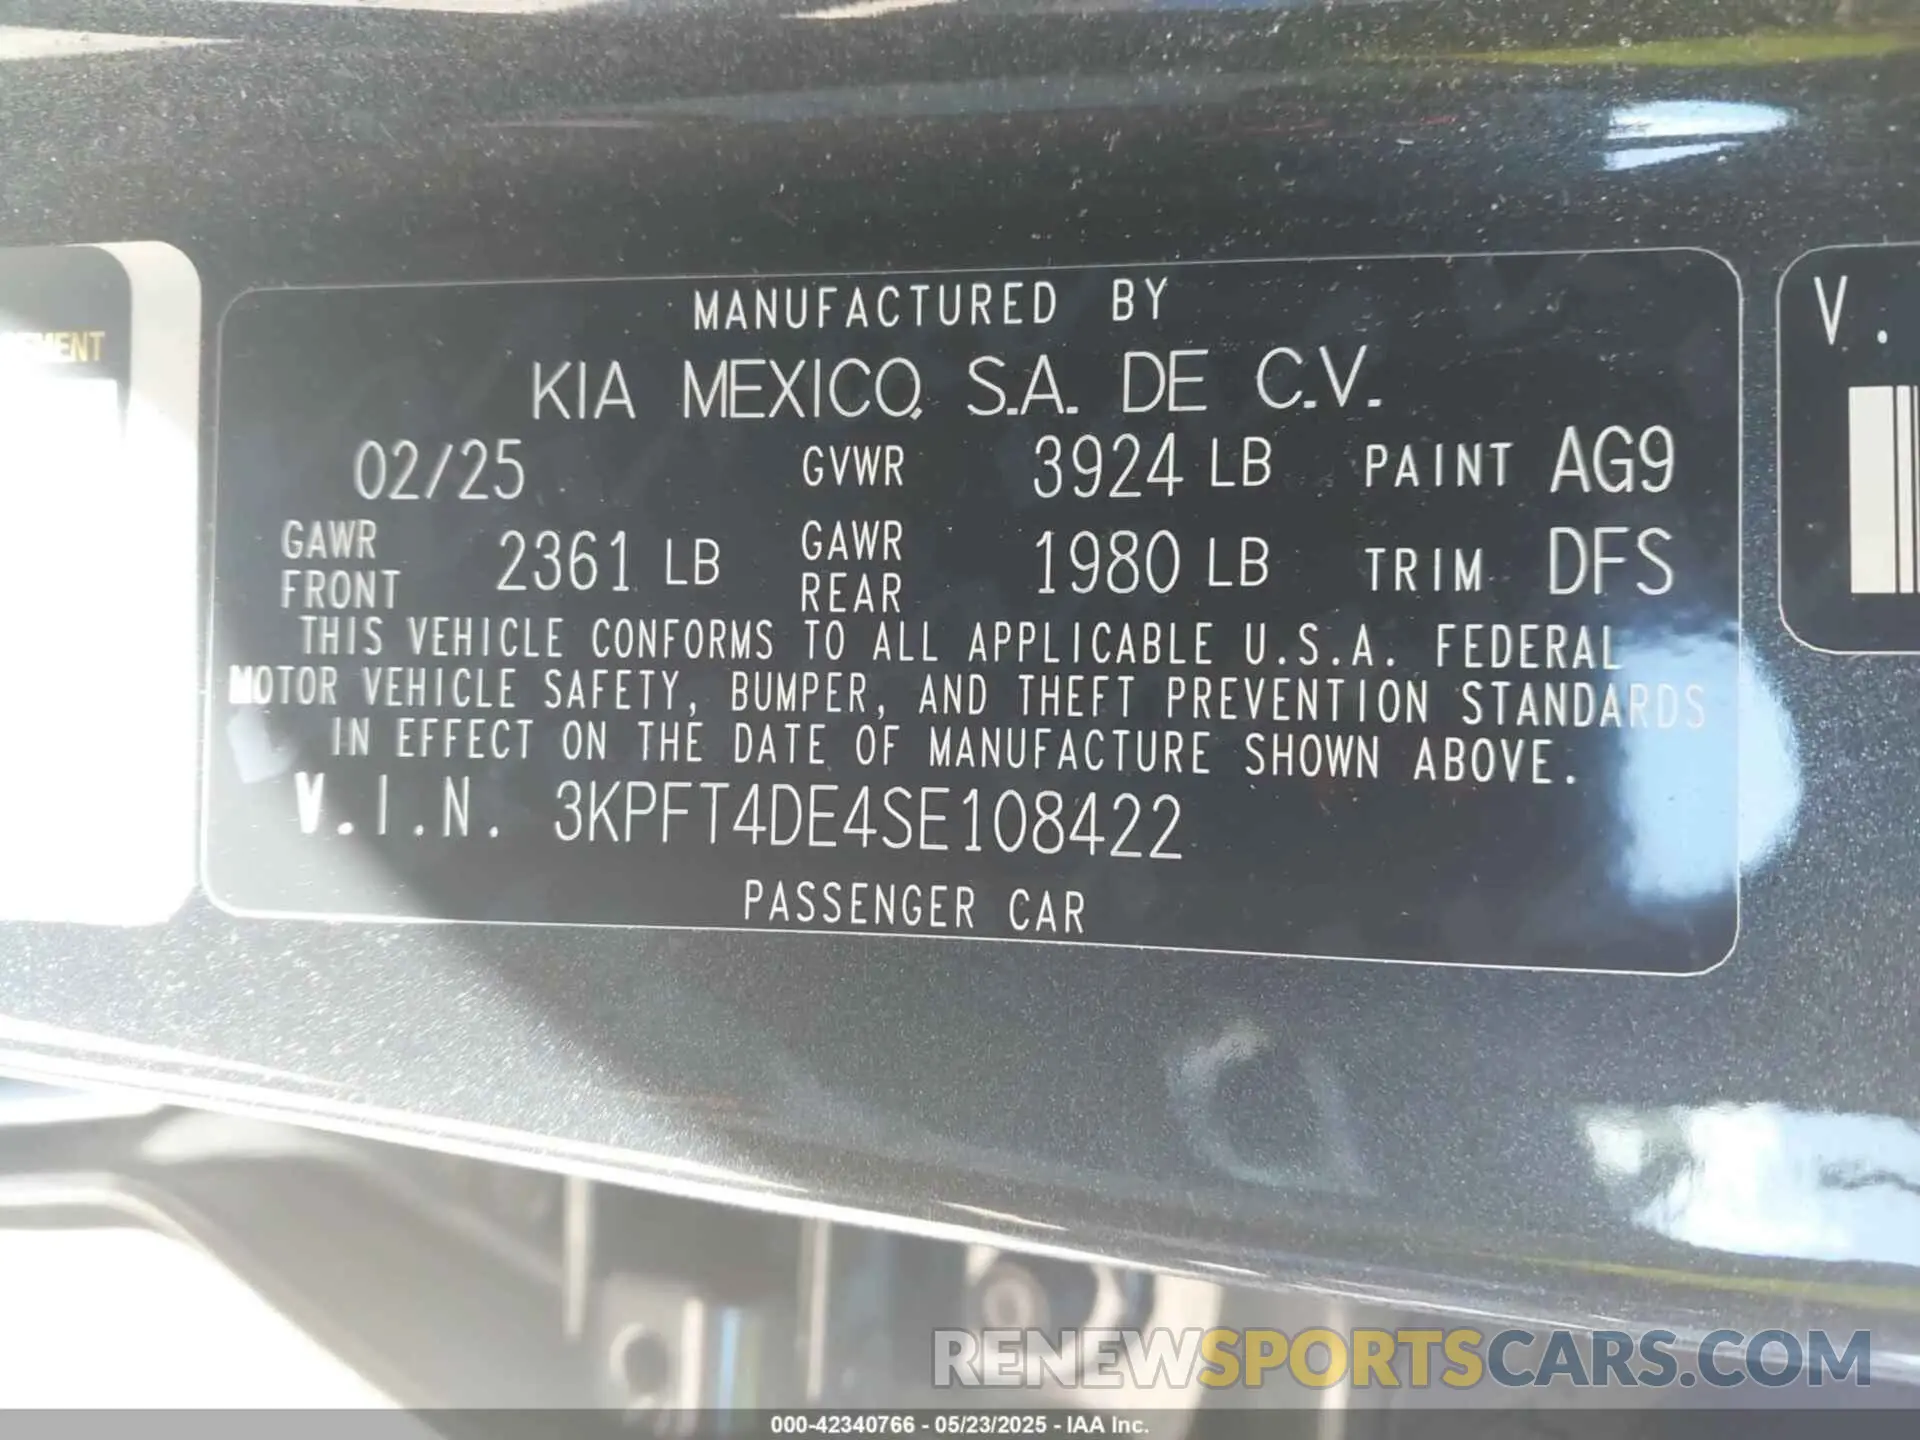 MANUFACTURED BY
KIA MEXICO, S.A. DE C.V.
02/25 GVWR 3924 LB PAINT AG9
GAWR FRONT 2361 LB GAWR REAR 1980 LB TRIM DFS
THIS VEHICLE CONFORMS TO ALL APPLICABLE U.S.A. FEDERAL
MOTOR VEHICLE SAFETY, BUMPER, AND THEFT PREVENTION STANDARDS
IN EFFECT ON THE DATE OF MANUFACTURE SHOWN ABOVE.
V.I.N. 3KPFT4DE4SE108422
PASSENGER CAR
V.
RENEWSPORTSCARS.COM
000-42340766 - 05/23/2025 - IAA Inc.